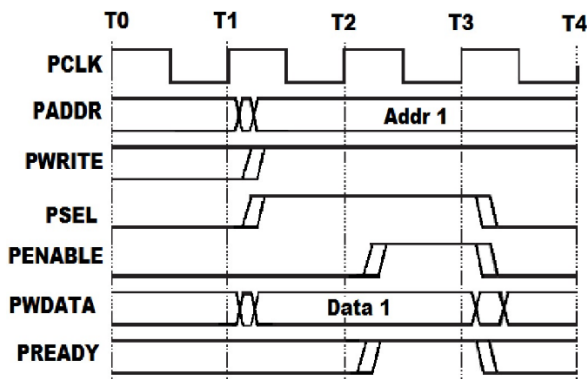 T0 T1 T2 T3 T4
PCLK
PADDR Addr 1
PWRITE
PSEL
PENABLE
PWDATA Data 1
PREADY